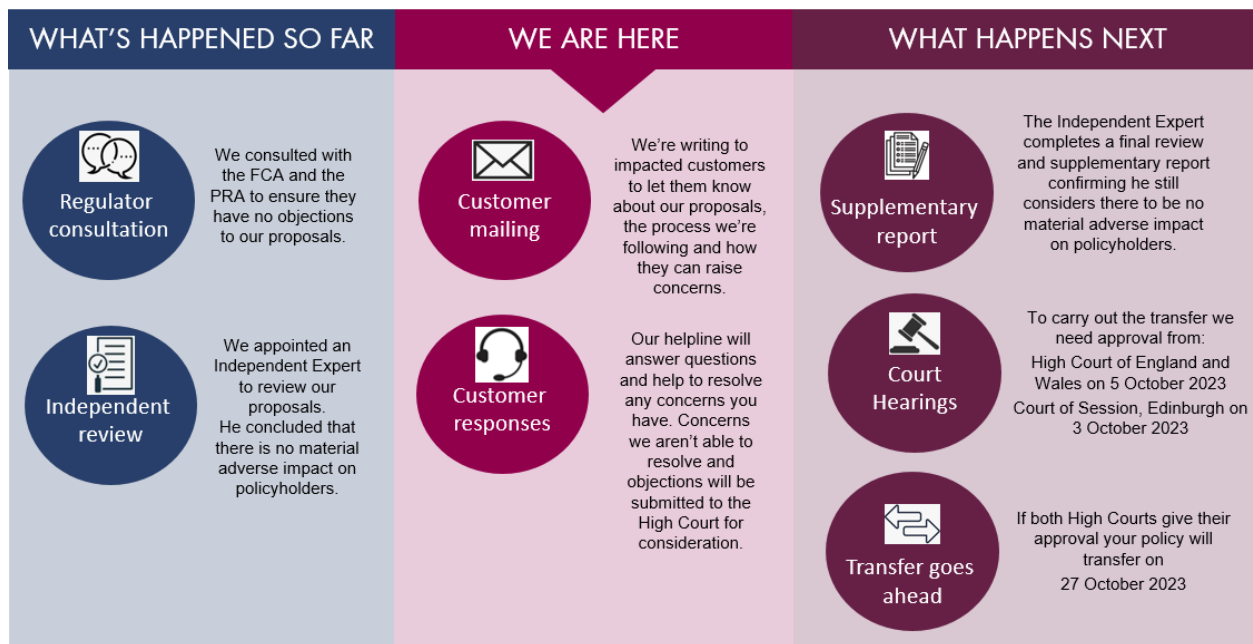 WHAT'S HAPPENED SO FAR
Regulator
consultation
We consulted with
the FCA and the
PRA to ensure they
have no objections
to our proposals.
Independent
review
We appointed an
Independent Expert
to review our
proposals.
He concluded that
there is no material
adverse impact on
policyholders.
WE ARE HERE
Customer
mailing
We're writing to
impacted customers
to let them know
about our proposals,
the process we're
following and how
they can raise
concerns.
Customer
responses
Our helpline will
answer questions
and help to resolve
any concerns you
have. Concerns
we aren't able to
resolve and
objections will be
submitted to the
High Court for
consideration.
WHAT HAPPENS NEXT
Supplementary
report
The Independent Expert
completes a final review
and supplementary report
confirming he still
considers there to be no
material adverse impact
on policyholders.
Court
Hearings
To carry out the transfer we
need approval from:
High Court of England and
Wales on 5 October 2023
Court of Session, Edinburgh on
3 October 2023
Transfer goes
ahead
If both High Courts give their
approval your policy will
transfer on
27 October 2023